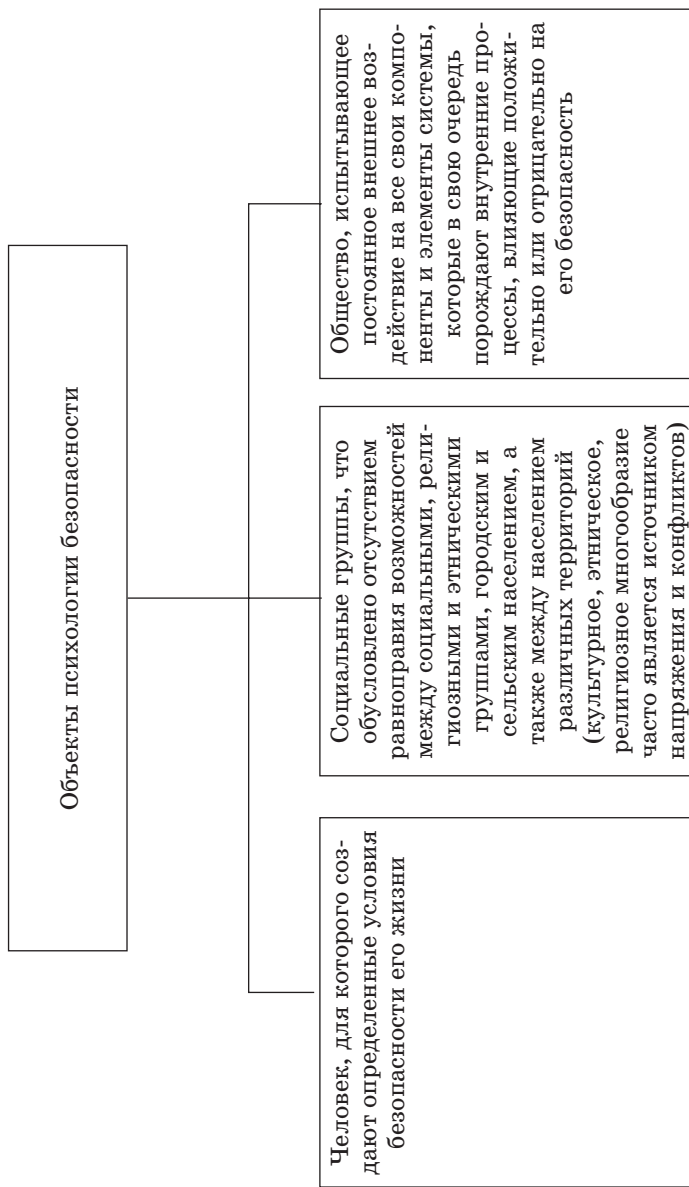 Объекты психологии безопасности
Человек, для которого соз-
дают определенные условия
безопасности его жизни
Социальные группы, что
обусловлено отсутствием
равноправия возможностей
между социальными, рели-
гиозными и этническими
группами, городским и
сельским населением, а
также между населением
различных территорий
(культурное, этническое,
религиозное многообразие
часто является источником
напряжения и конфликтов)
Общество, испытывающее
постоянное внешнее воз-
действие на все свои компо-
ненты и элементы системы,
которые в свою очередь
порождают внутренние про-
цессы, влияющие положи-
тельно или отрицательно на
его безопасность